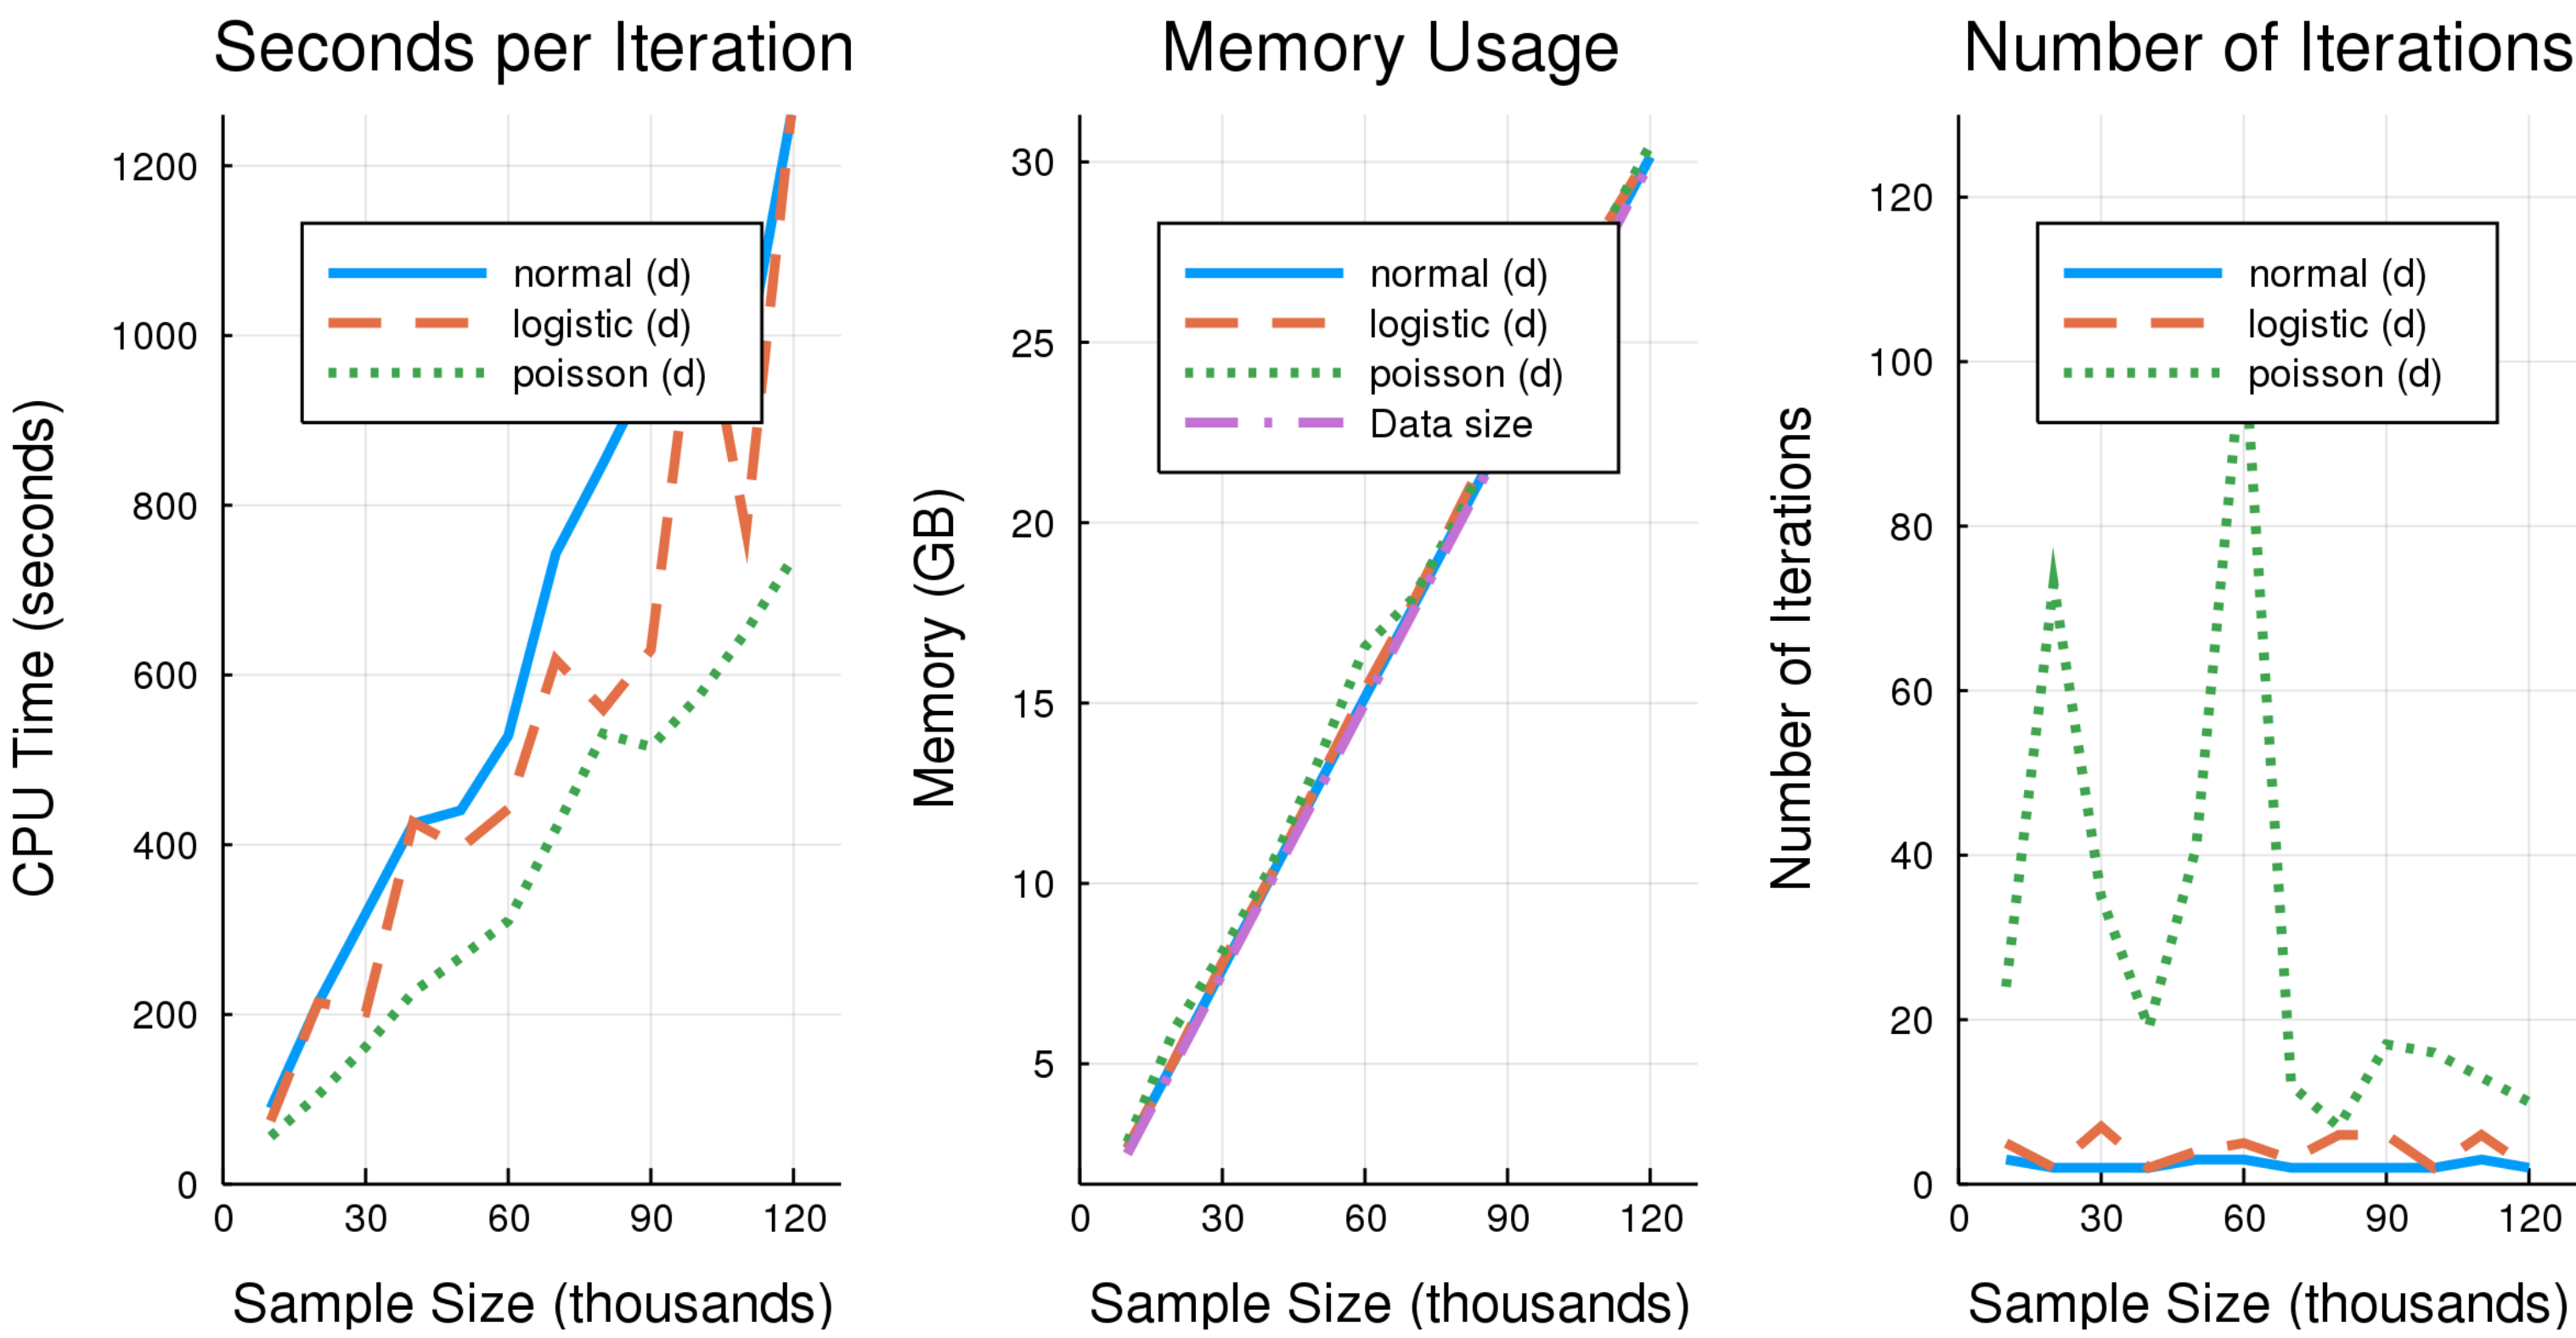 Seconds per Iteration
CPU Time (seconds)
1200
1000
800
600
400
200
0
normal (d)
logistic (d)
poisson (d)
0 30 60 90 120
Sample Size (thousands)
Memory Usage
Memory (GB)
30
25
20
15
10
5
normal (d)
logistic (d)
poisson (d)
Data size
0 30 60 90 120
Sample Size (thousands)
Number of Iterations
Number of Iterations
120
100
80
60
40
20
0
normal (d)
logistic (d)
poisson (d)
0 30 60 90 120
Sample Size (thousands)